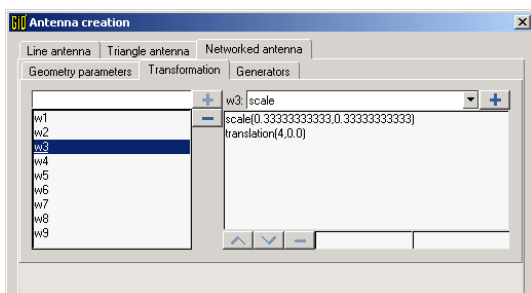 GiD Antenna creation
Line antenna Triangle antenna Networked antenna
Geometry parameters Transformation Generators
w3: scale
w1
w2
w3
w4
w5
w6
w7
w8
w9
scale(0.33333333333,0.33333333333)
translation(4,0.0)